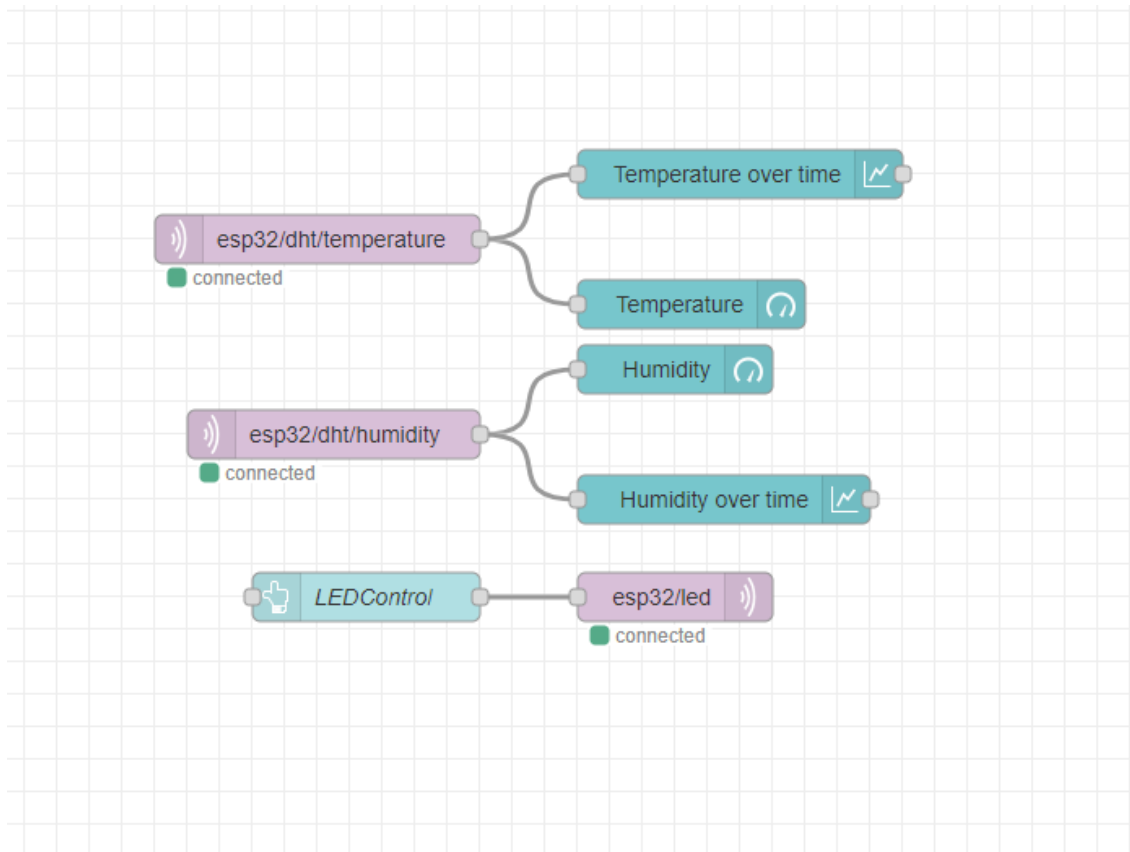 Temperature over time
esp32/dht/temperature
connected
Temperature
Humidity
esp32/dht/humidity
connected
Humidity over time
LEDControl
esp32/led
connected